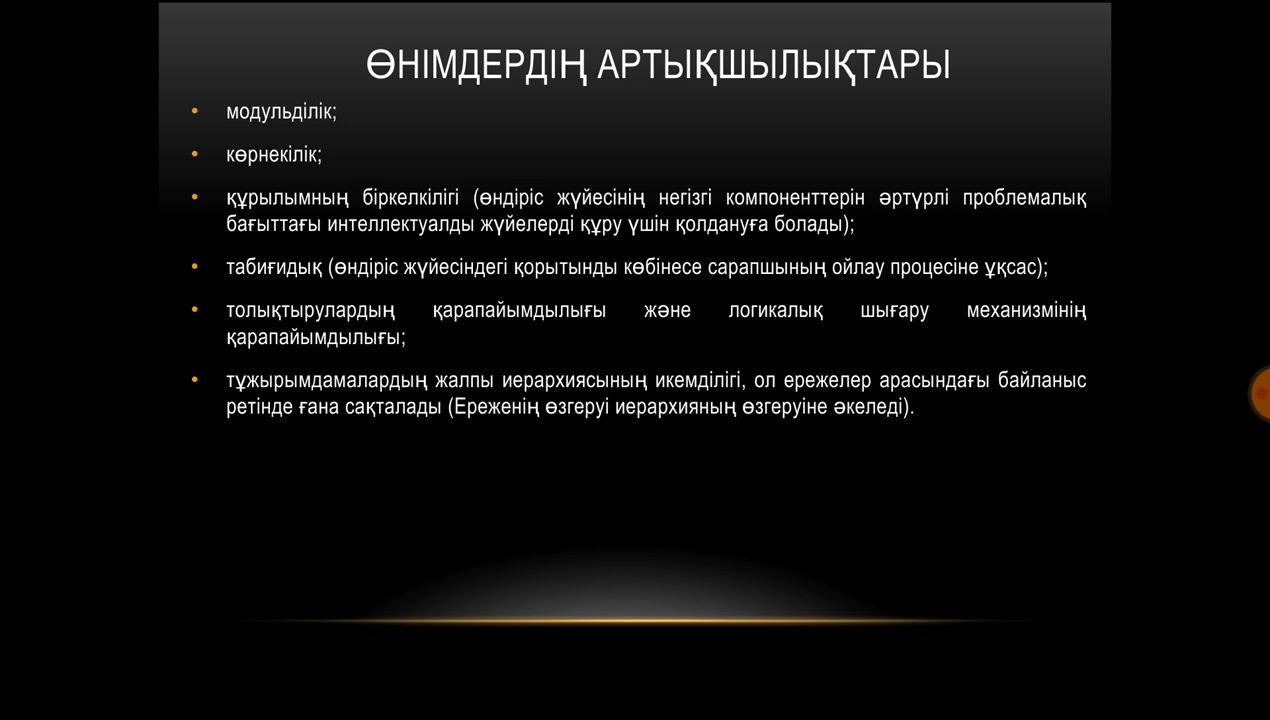 ӨНІМДЕРДІҢ АРТЫҚШЫЛЫҚТАРЫ
• модульділік;
• көрнекілік;
• құрылымның біркелкілігі (өндіріс жүйесінің негізгі компоненттерін әртүрлі проблемалық
бағыттағы интеллектуалды жүйелерді құру үшін қолдануға болады);
• табиғидық (өндіріс жүйесіндегі қорытынды көбінесе сарапшының ойлау процесіне ұқсас);
• толықтырулардың қарапайымдылығы және логикалық шығару механизмінің
қарапайымдылығы;
• тұжырымдамалардың жалпы иерархиясының икемділігі, ол ережелер арасындағы байланыс
ретінде ғана сақталады (Ереженің өзгеруі иерархияның өзгеруіне әкеледі).